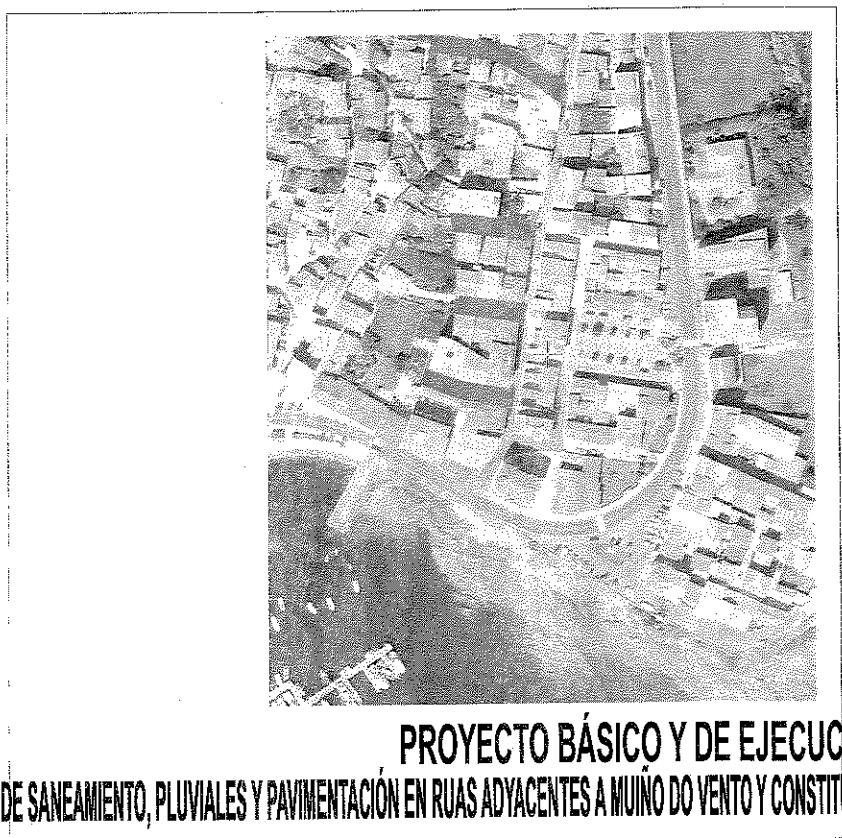 PROYECTO BÁSICO Y DE EJECUC
DE SANEAMIENTO, PLUVIALES Y PAVIMENTACIÓN EN RUAS ADYACENTES A MUIÑO DO VENTO Y CONSTIT